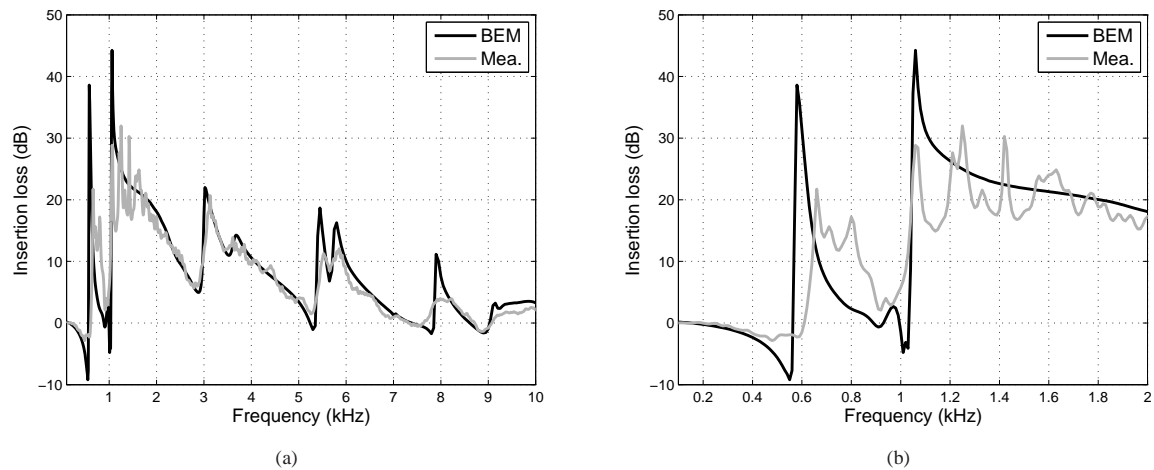 Insertion loss (dB)
50
40
30
20
10
0
−10
1 2 3 4 5 6 7 8 9 10
Frequency (kHz)
BEM
Mea.
(a)
Insertion loss (dB)
50
40
30
20
10
0
−10
0.2 0.4 0.6 0.8 1 1.2 1.4 1.6 1.8 2
Frequency (kHz)
BEM
Mea.
(b)